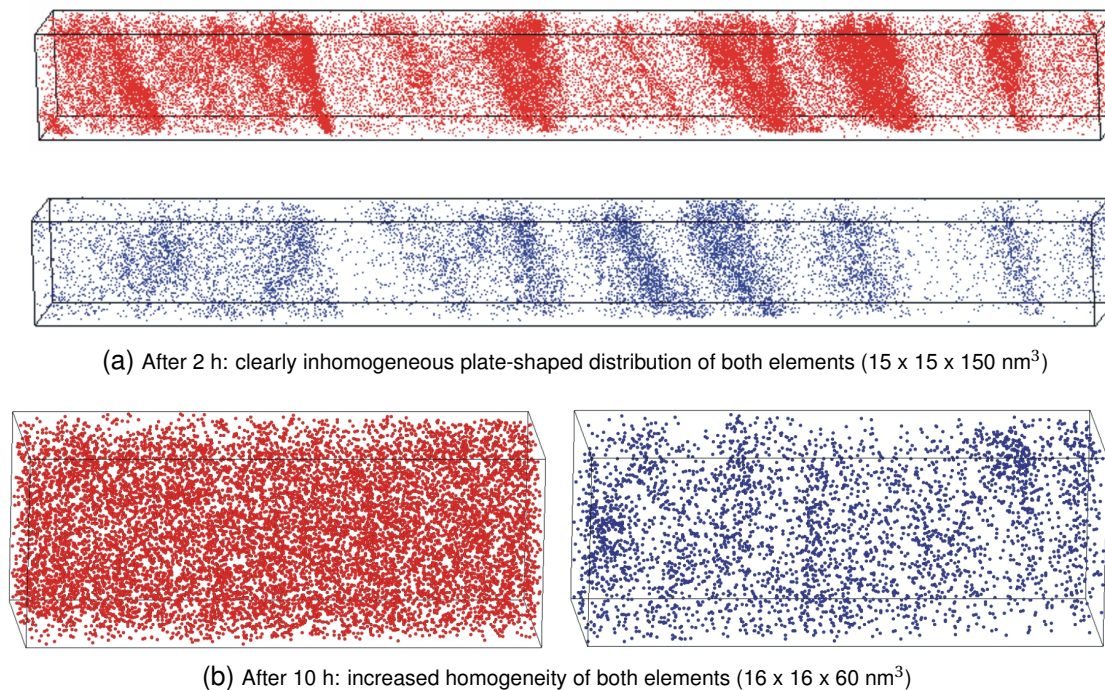 (a) After 2 h: clearly inhomogeneous plate-shaped distribution of both elements (15 x 15 x 150 nm³)
(b) After 10 h: increased homogeneity of both elements (16 x 16 x 60 nm³)